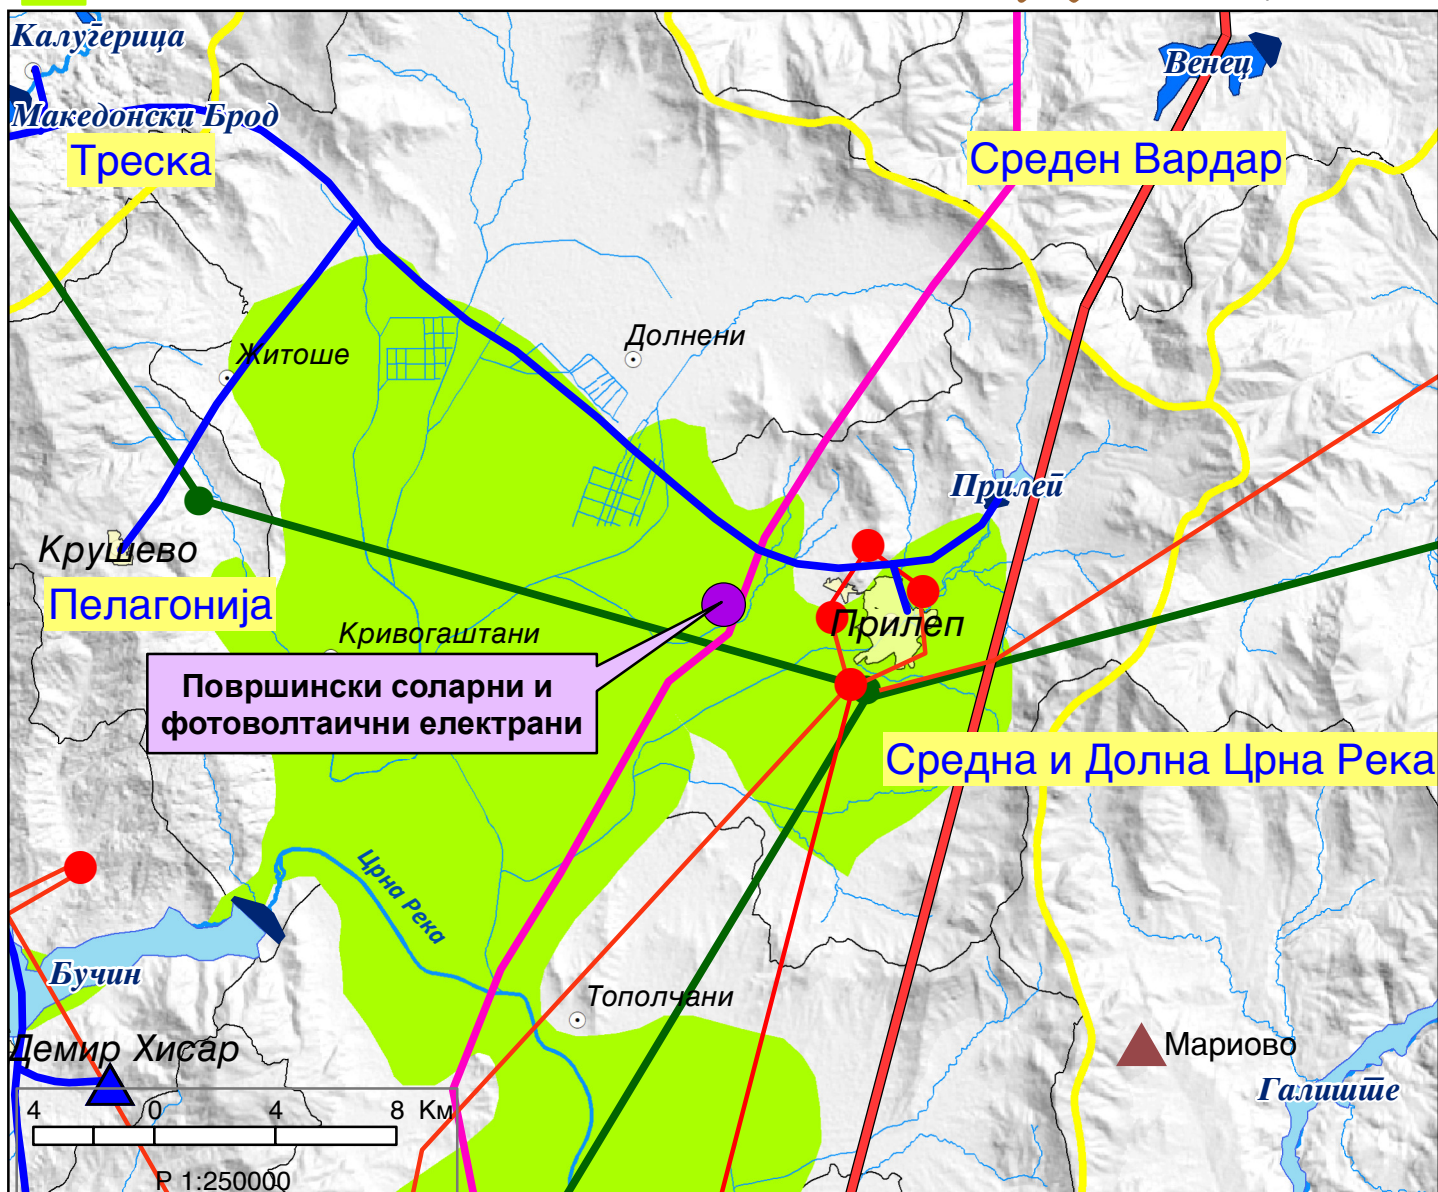 Калуѓерица
Венец
Македонски Брод
Треска
Среден Вардар
Долнени
Житоше
Прилеп
Крушево
Пелагонија
Прилеп
Кривогаштани
Површински соларни и
фотоволтаични електрани
Средна и Долна Црна Река
Црна Река
Бучин
Тополчани
Демир Хисар
Мариово
Галиште
4 0 4 8 Км
Р 1:250000